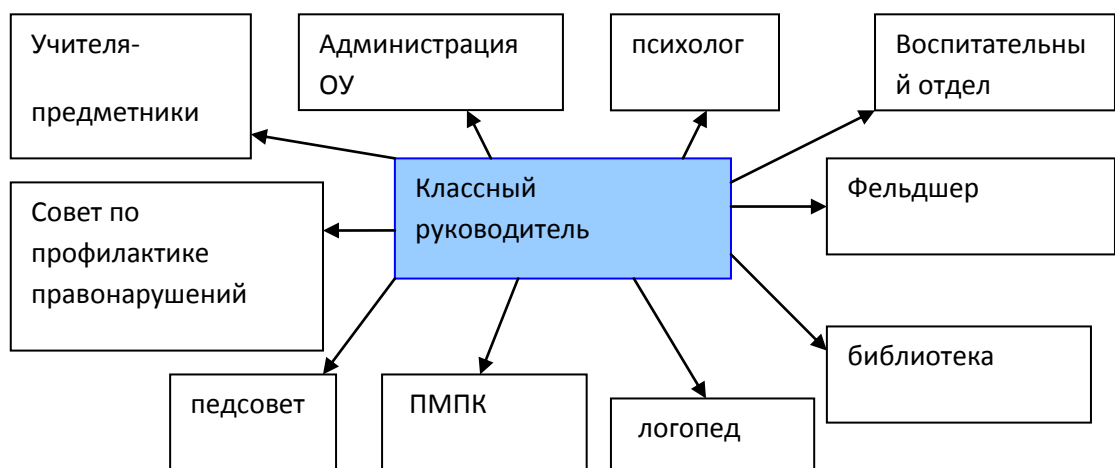 Учителя-
предметники
Администрация
ОУ
психолог
Воспитательны
й отдел
Классный
руководитель
Фельдшер
Совет по
профилактике
правонарушений
библиотека
педсовет
ПМПК
логопед